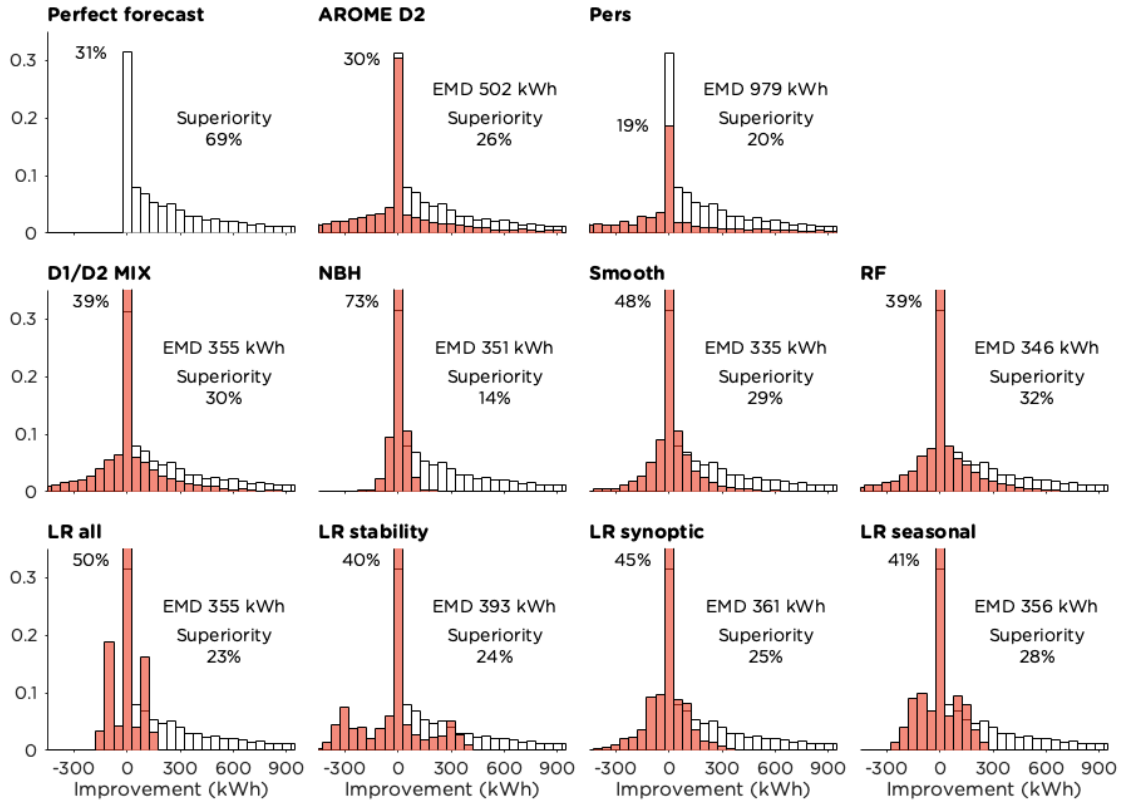 Perfect forecast
AROME D2
Pers
0.3
0.2
0.1
0
31%
Superiority
69%
30%
EMD 502 kWh
Superiority
26%
19%
EMD 979 kWh
Superiority
20%
D1/D2 MIX
NBH
Smooth
RF
0.3
0.2
0.1
0
39%
EMD 355 kWh
Superiority
30%
73%
EMD 351 kWh
Superiority
14%
48%
EMD 335 kWh
Superiority
29%
39%
EMD 346 kWh
Superiority
32%
LR all
LR stability
LR synoptic
LR seasonal
0.3
0.2
0.1
0
50%
EMD 355 kWh
Superiority
23%
40%
EMD 393 kWh
Superiority
24%
45%
EMD 361 kWh
Superiority
25%
41%
EMD 356 kWh
Superiority
28%
-300 0 300 600 900
-300 0 300 600 900
-300 0 300 600 900
-300 0 300 600 900
Improvement (kWh)
Improvement (kWh)
Improvement (kWh)
Improvement (kWh)